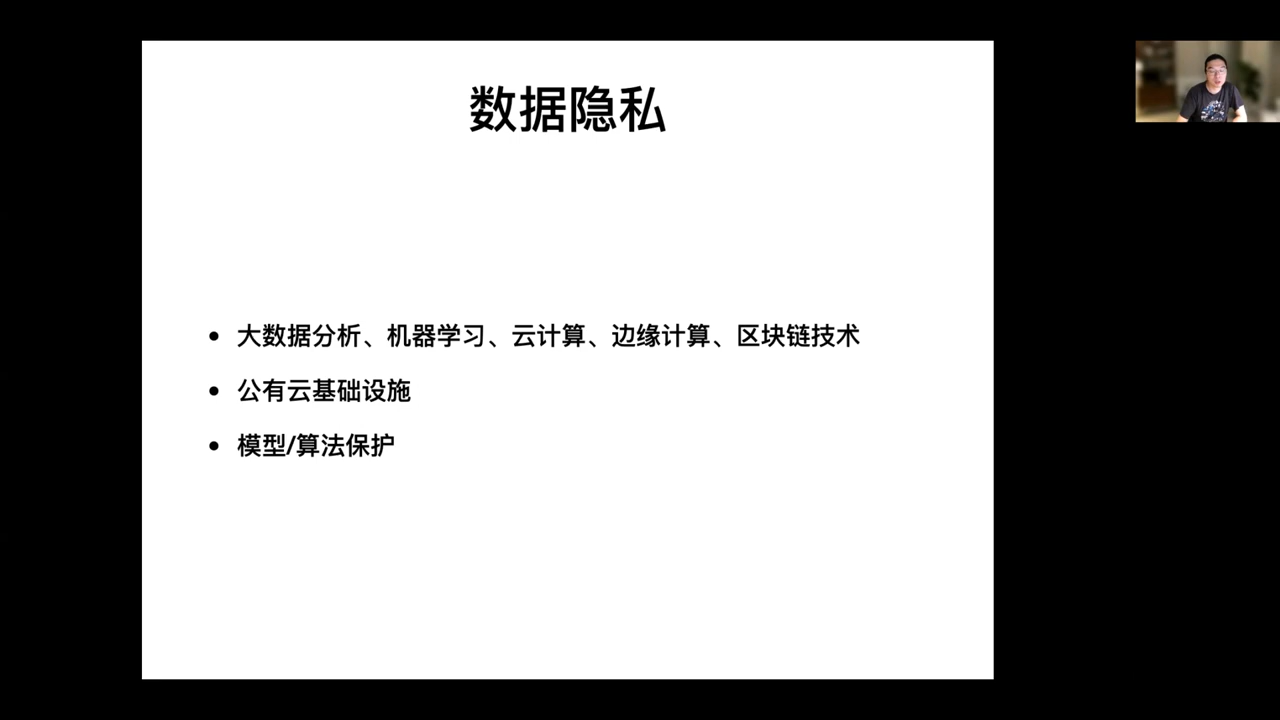 数据隐私
大数据分析、机器学习、云计算、边缘计算、区块链技术
公有云基础设施
模型/算法保护